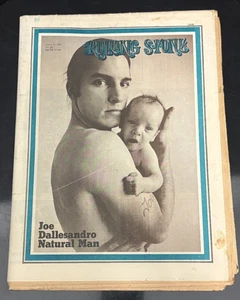 ROLLING STONE
Joe
Dallesandro
Natural Man